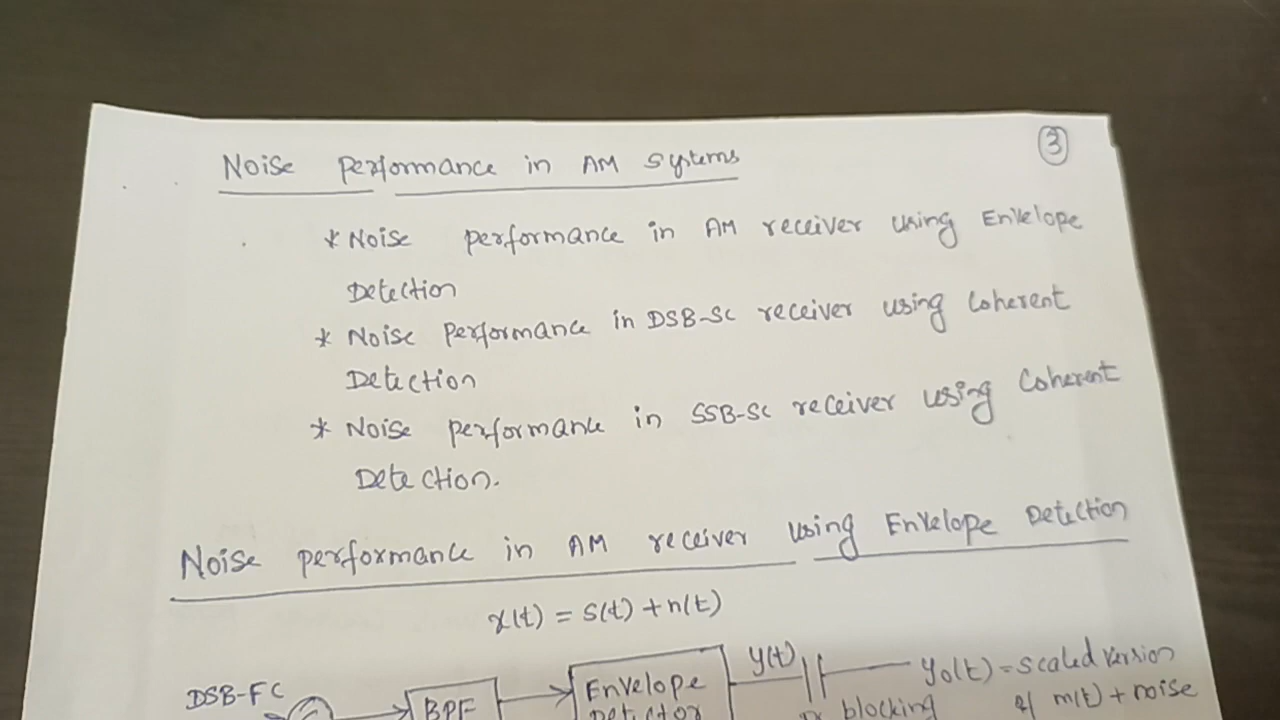 ③
Noise performance in AM systems
* Noise performance in AM receiver using Envelope
Detection
* Noise performance in DSB-SC receiver using Coherent
Detection
* Noise performance in SSB-SC receiver using Coherent
Detection.
Noise performance in AM receiver using Envelope Detection
x(t) = s(t) + n(t)
DSB-FC
BPF
Envelope
Detector
y(t)
DC blocking
y₀(t) = scaled version
of m(t) + noise